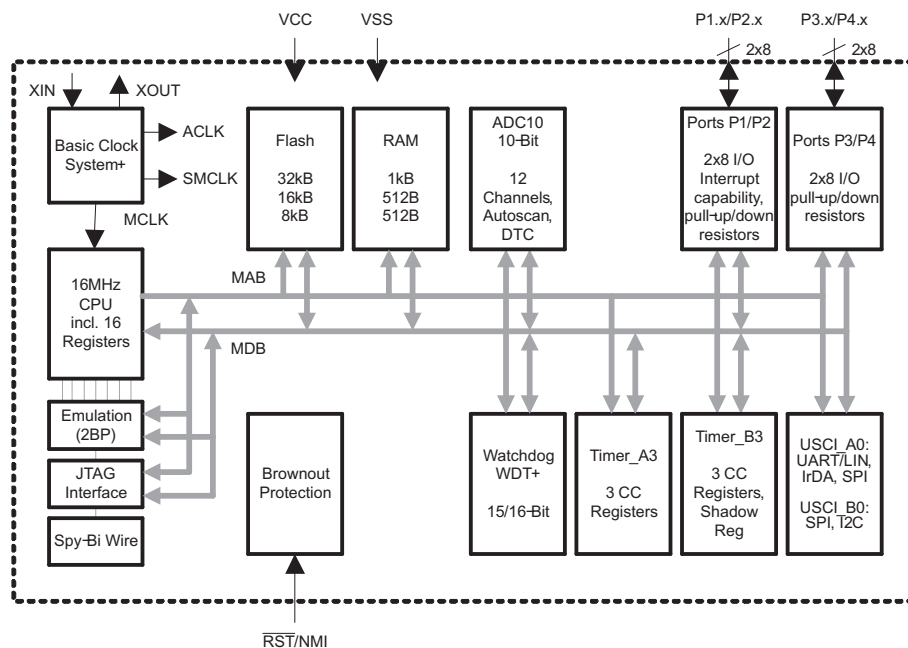 VCC
VSS
P1.x/P2.x
P3.x/P4.x
2x8
2x8
XIN
XOUT
Basic Clock
System+
ACLK
SMCLK
MCLK
Flash
32kB
16kB
8kB
RAM
1kB
512B
512B
ADC10
10-Bit
12
Channels,
Autoscan,
DTC
Ports P1/P2
2x8 I/O
Interrupt
capability,
pull-up/down
resistors
Ports P3/P4
2x8 I/O
pull-up/down
resistors
16MHz
CPU
incl. 16
Registers
MAB
MDB
Emulation
(2BP)
JTAG
Interface
Spy-Bi Wire
Brownout
Protection
Watchdog
WDT+
15/16-Bit
Timer_A3
3 CC
Registers
Timer_B3
3 CC
Registers,
Shadow
Reg
USCI_A0:
UART/LIN,
IrDA, SPI
USCI_B0:
SPI, I2C
RST/NMI